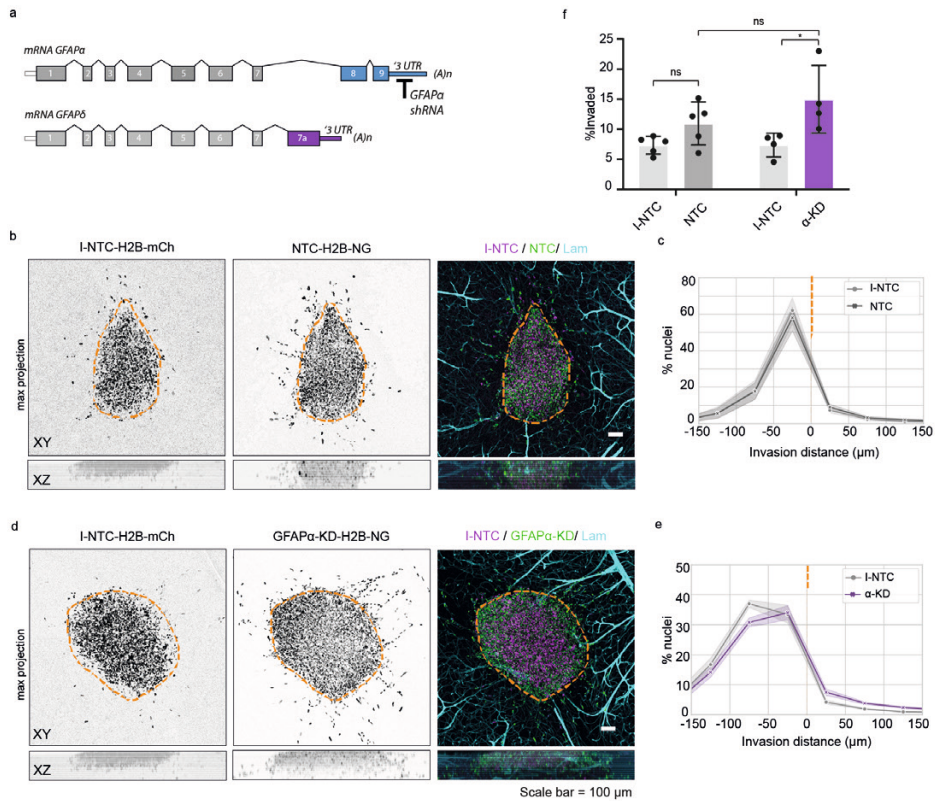 a
mRNA GFAPα
1 2 3 4 5 6 7 8 9 '3 UTR (A)n
GFAPα
shRNA
mRNA GFAPδ
1 2 3 4 5 6 7 7a '3 UTR (A)n
f
ns
*
ns
%Invaded
25
20
15
10
5
0
I-NTC NTC I-NTC α-KD
b
I-NTC-H2B-mCh NTC-H2B-NG I-NTC / NTC/ Lam
max projection
XY
XZ
c
% nuclei
80
60
40
20
0
I-NTC
NTC
-150 -100 -50 0 50 100 150
Invasion distance (µm)
d
I-NTC-H2B-mCh GFAPα-KD-H2B-NG I-NTC / GFAPα-KD/ Lam
max projection
XY
XZ
Scale bar = 100 µm
e
% nuclei
50
40
30
20
10
0
I-NTC
α-KD
-150 -100 -50 0 50 100 150
Invasion distance (µm)